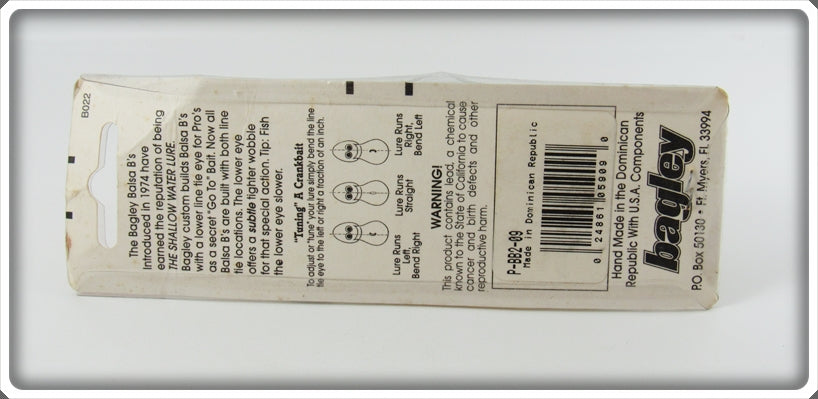 B022
The Bagley Balsa B's
Introduced in 1974 have
earned the reputation of being
THE SHALLOW WATER LURE.
Bagley custom builds Balsa B's
with a lower line tie eye for Pro's
as a secret "Go To" Bait. Now all
Balsa B's are built with both line
tie locations. The lower eye
offers a subtle tighter wobble
for that special action. Tip: Fish
the lower eye slower.
"Tuning" A Crankbait
To adjust or "tune" your lure simply bend the line
tie eye to the left or right a fraction of an inch.
Lure Runs
Left,
Bend Right
Lure Runs
Straight
Lure Runs
Right,
Bend Left
WARNING!
This product contains lead, a chemical
known to the State of California to cause
cancer and birth defects and other
reproductive harm.
P-BB2-09
Made in Dominican Republic
0 24861 05909 0
Hand Made in the Dominican
Republic With U.S.A. Components
bagley
P.O. Box 50130 • Ft. Myers, FL 33994